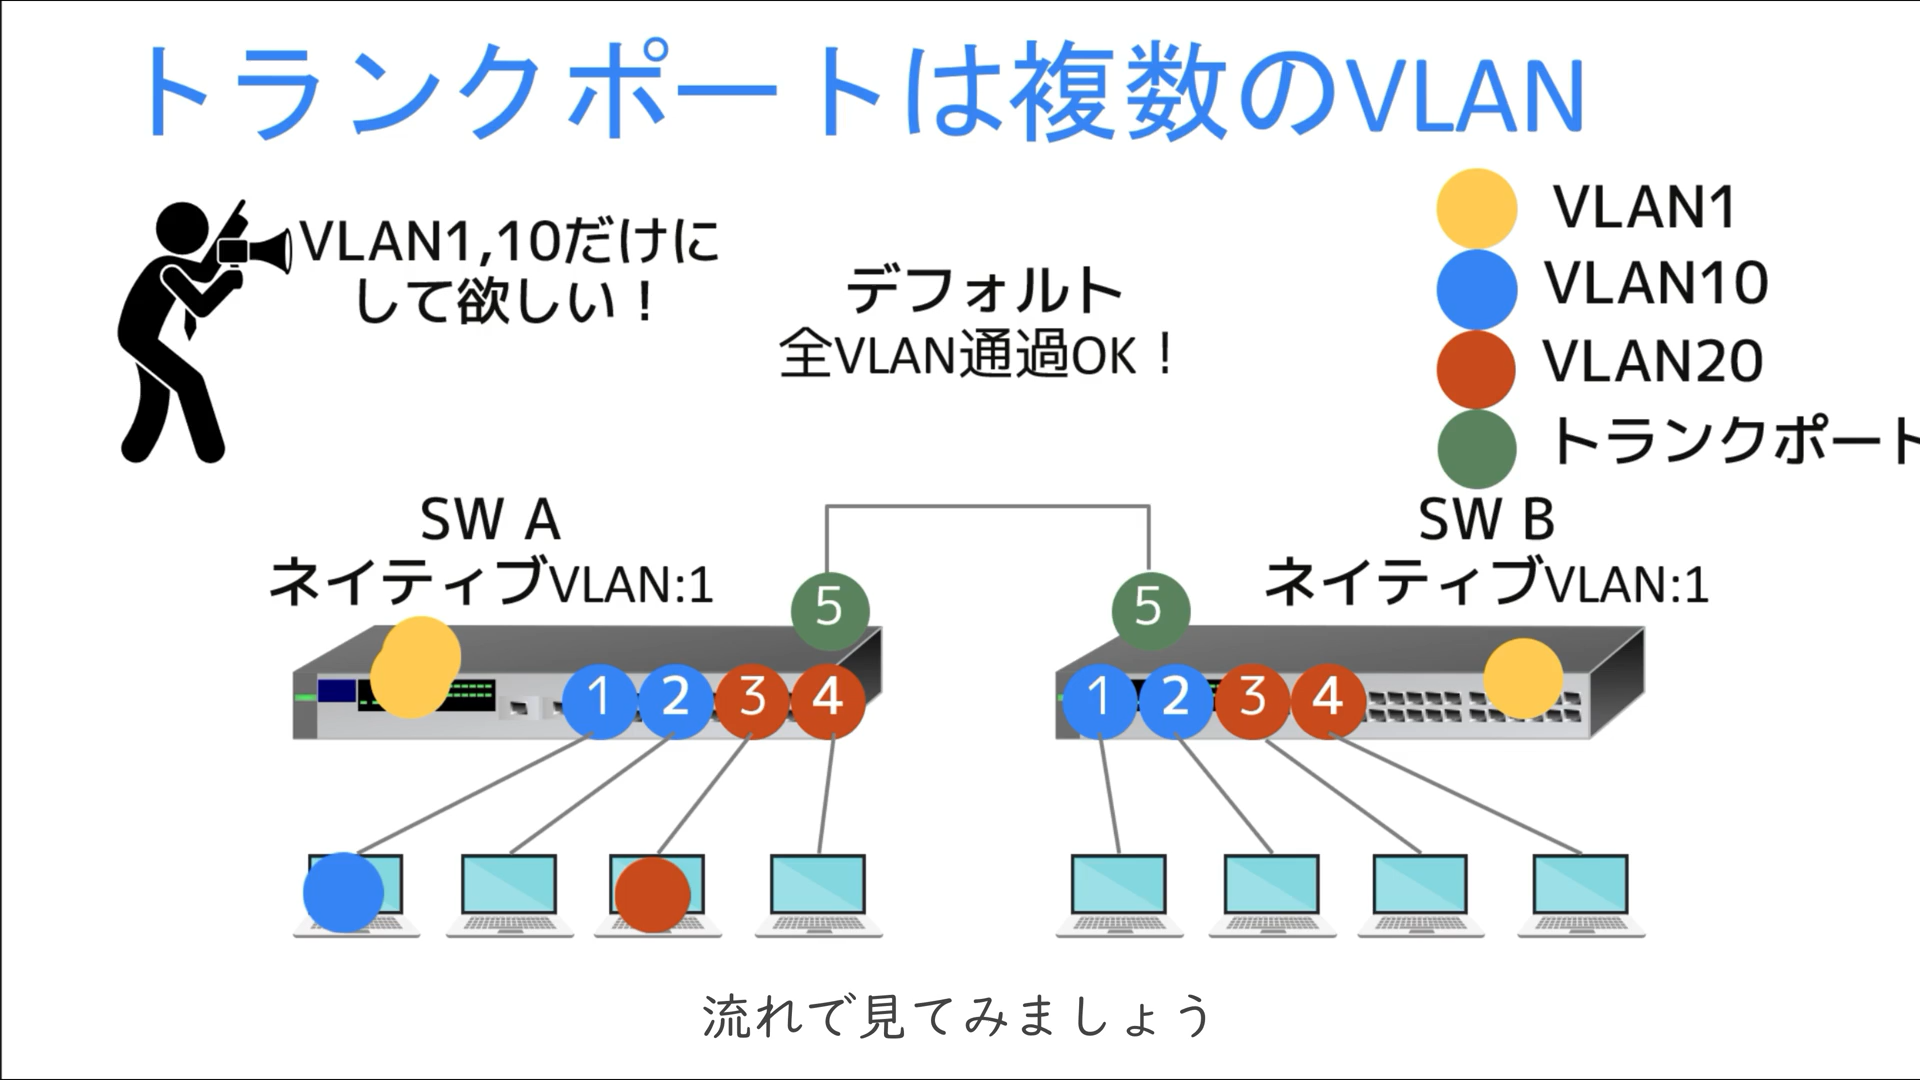 トランクポートは複数のVLAN
VLAN1,10だけに
して欲しい！
デフォルト
全VLAN通過OK！
VLAN1
VLAN10
VLAN20
トランクポート
SW A
ネイティブVLAN:1
SW B
ネイティブVLAN:1
5
5
1 2 3 4
1 2 3 4
流れで見てみましょう